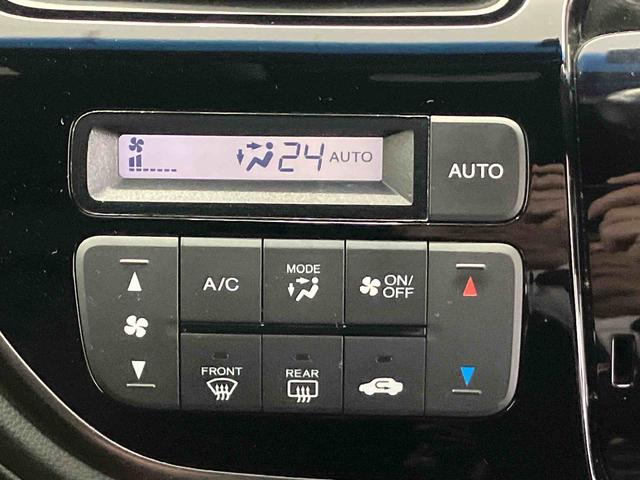 24 AUTO
AUTO
A/C
MODE
ON/
OFF
FRONT
REAR